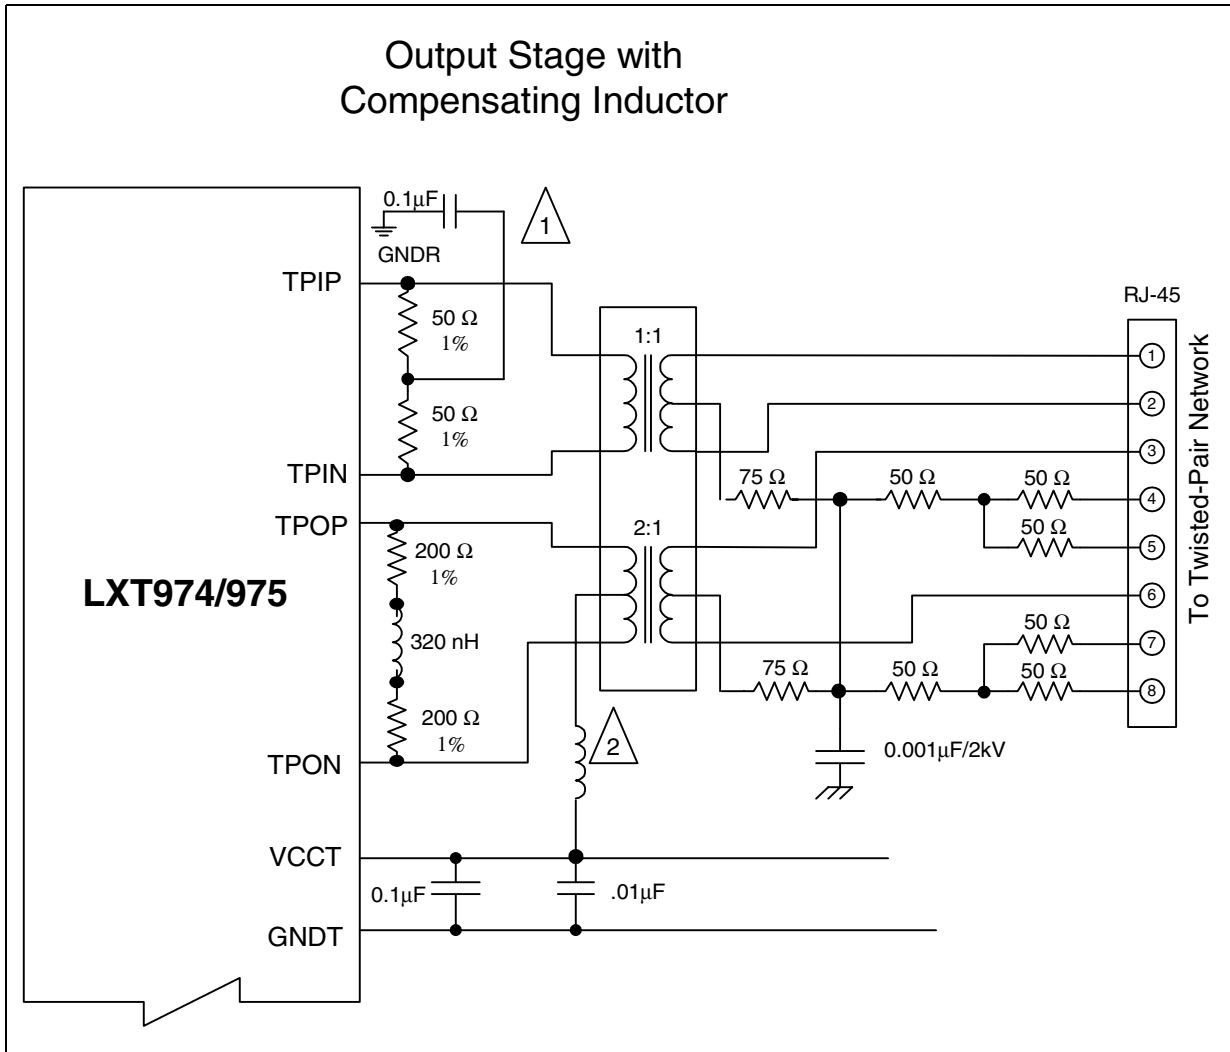 Output Stage with
Compensating Inductor
0.1µF
1
GNDR
TPIP
RJ-45
50 Ω
1%
1:1
1
50 Ω
1%
2
3
TPIN
75 Ω
50 Ω
50 Ω
4
TPOP
2:1
200 Ω
1%
50 Ω
5
LXT974/975
6
320 nH
50 Ω
7
75 Ω
50 Ω
50 Ω
8
To Twisted-Pair Network
200 Ω
1%
2
0.001µF/2kV
TPON
VCCT
0.1µF
.01µF
GNDT